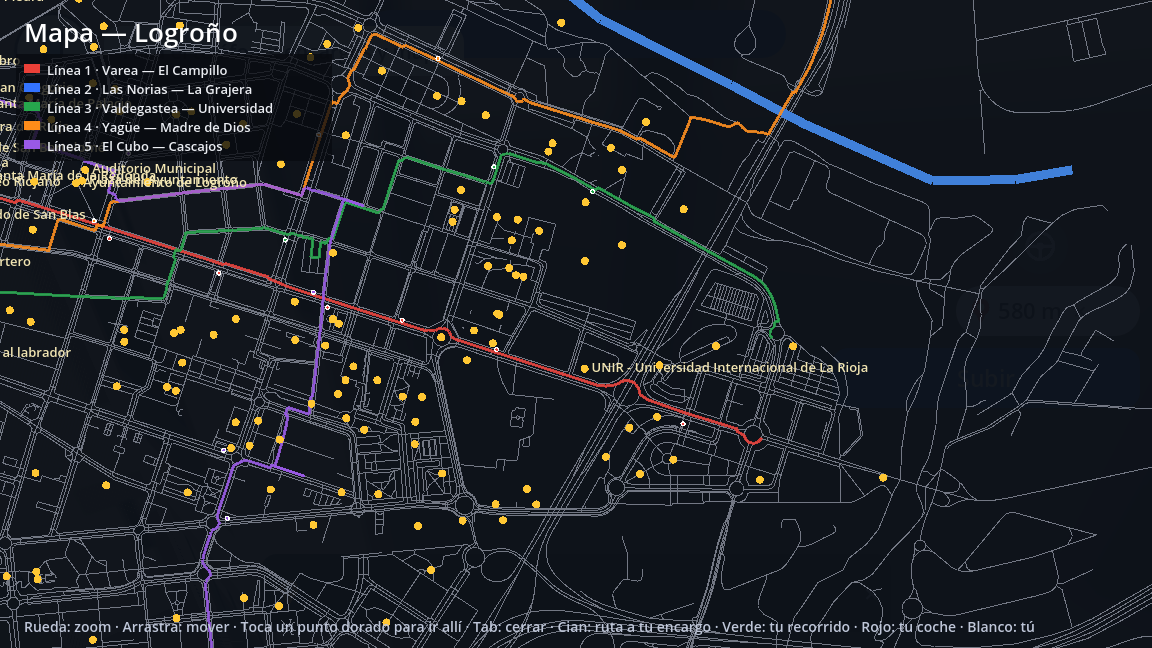 Mapa — Logroño
Línea 1 · Varea — El Campillo
Línea 2 · Las Norias — La Grajera
Línea 3 · Valdegastea — Universidad
Línea 4 · Yagüe — Madre de Dios
Línea 5 · El Cubo — Cascajos
Auditorio Municipal
Ayuntamiento de Logroño
do de San Blas
rtero
580 m
al labrador
UNIR - Universidad Internacional de La Rioja
Subir
Rueda: zoom · Arrastra: mover · Toca un punto dorado para ir allí · Tab: cerrar · Cian: ruta a tu encargo · Verde: tu recorrido · Rojo: tu coche · Blanco: tú